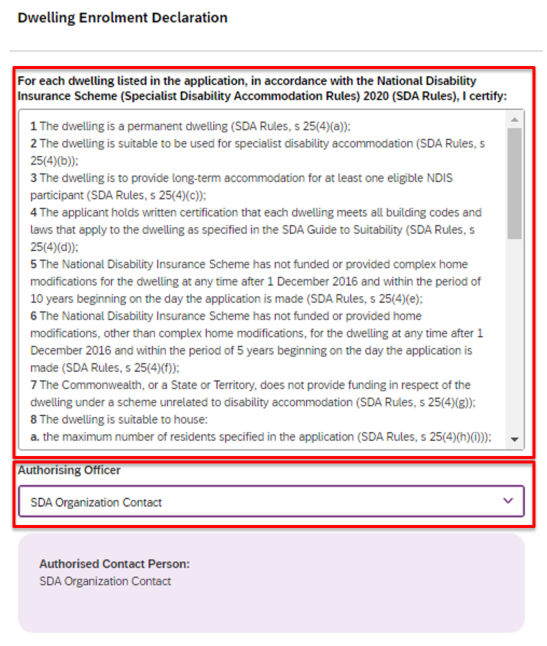 Dwelling Enrolment Declaration
For each dwelling listed in the application, in accordance with the National Disability
Insurance Scheme (Specialist Disability Accommodation Rules) 2020 (SDA Rules), I certify:
1 The dwelling is a permanent dwelling (SDA Rules, s 25(4)(a));
2 The dwelling is suitable to be used for specialist disability accommodation (SDA Rules, s
25(4)(b));
3 The dwelling is to provide long-term accommodation for at least one eligible NDIS
participant (SDA Rules, s 25(4)(c));
4 The applicant holds written certification that each dwelling meets all building codes and
laws that apply to the dwelling as specified in the SDA Guide to Suitability (SDA Rules, s
25(4)(d));
5 The National Disability Insurance Scheme has not funded or provided complex home
modifications for the dwelling at any time after 1 December 2016 and within the period of
10 years beginning on the day the application is made (SDA Rules, s 25(4)(e);
6 The National Disability Insurance Scheme has not funded or provided home
modifications, other than complex home modifications, for the dwelling at any time after 1
December 2016 and within the period of 5 years beginning on the day the application is
made (SDA Rules, s 25(4)(f));
7 The Commonwealth, or a State or Territory, does not provide funding in respect of the
dwelling under a scheme unrelated to disability accommodation (SDA Rules, s 25(4)(g));
8 The dwelling is suitable to house:
a. the maximum number of residents specified in the application (SDA Rules, s 25(4)(h)(i)));
Authorising Officer
SDA Organization Contact
Authorised Contact Person:
SDA Organization Contact